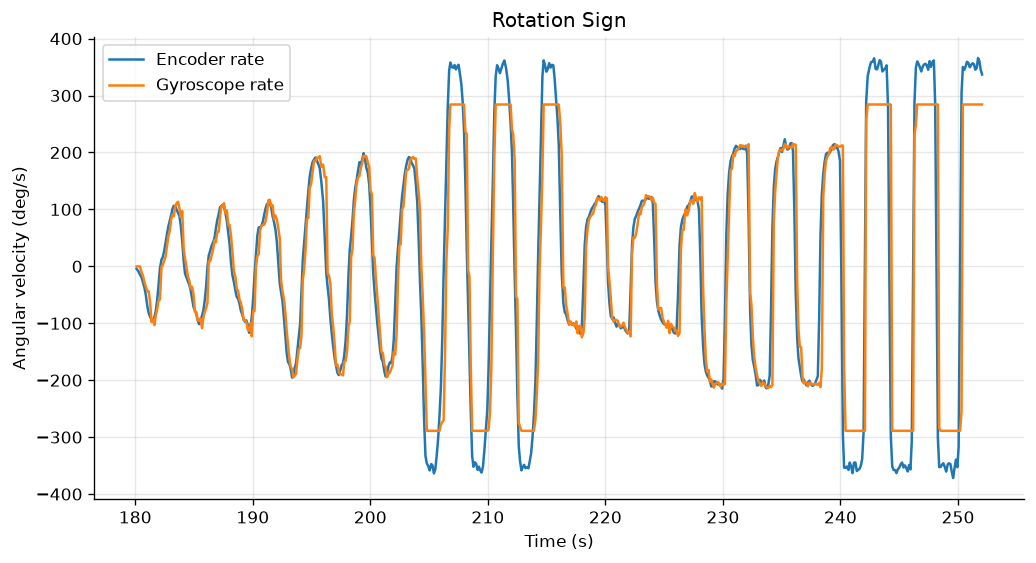 Rotation Sign
Encoder rate
Gyroscope rate
400
300
200
100
0
−100
−200
−300
−400
Angular velocity (deg/s)
180 190 200 210 220 230 240 250
Time (s)